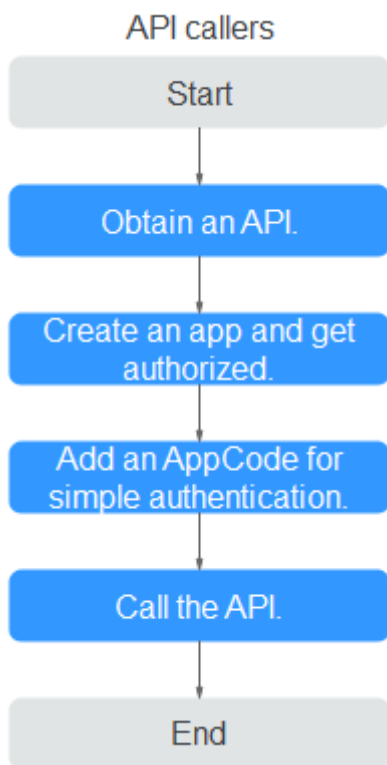 API callers
Start
Obtain an API.
Create an app and get
authorized.
Add an AppCode for
simple authentication.
Call the API.
End